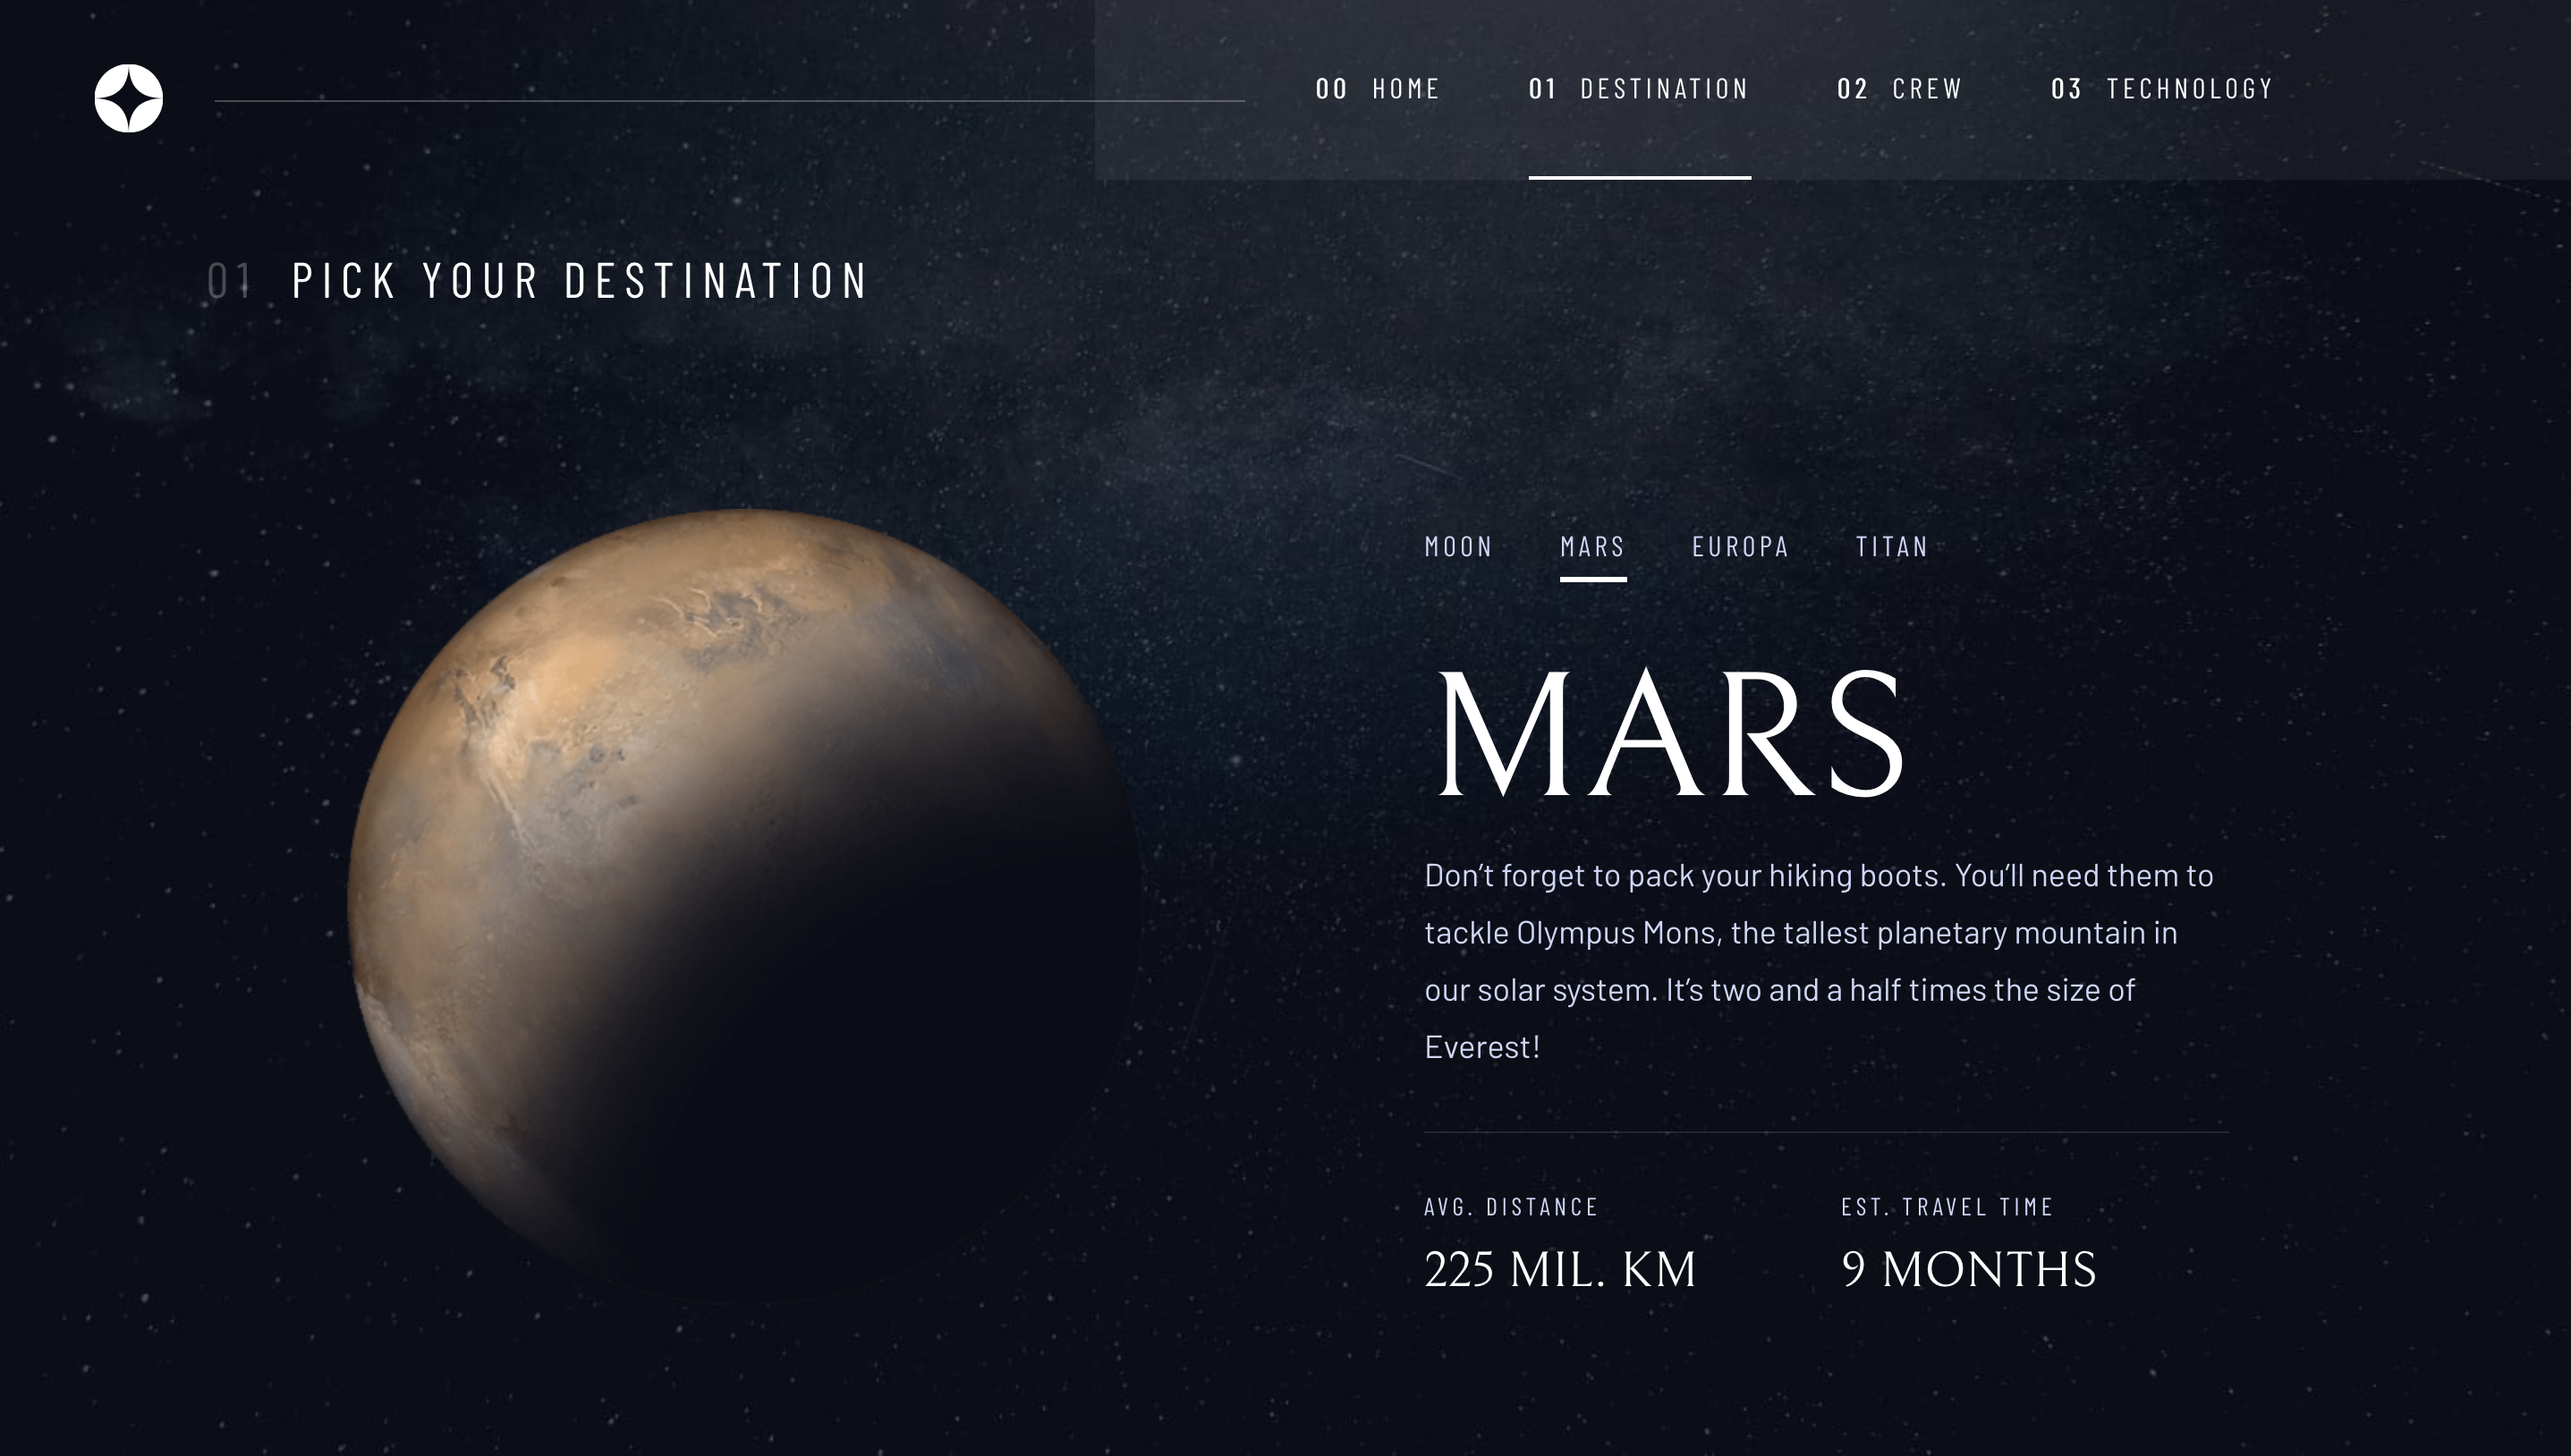 00 HOME 01 DESTINATION 02 CREW 03 TECHNOLOGY
01 PICK YOUR DESTINATION
MOON MARS EUROPA TITAN
MARS
Don’t forget to pack your hiking boots. You’ll need them to
tackle Olympus Mons, the tallest planetary mountain in
our solar system. It’s two and a half times the size of
Everest!
AVG. DISTANCE EST. TRAVEL TIME
225 MIL. KM 9 MONTHS